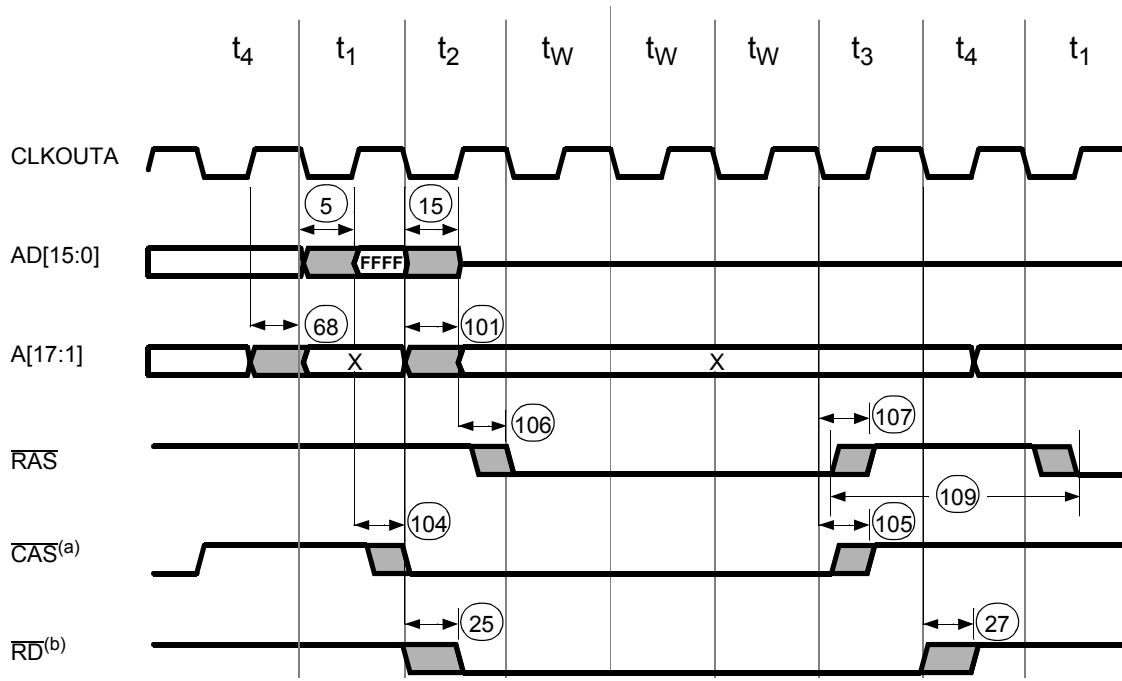 t4 t1 t2 tW tW tW t3 t4 t1
CLKOUTA
5 15
AD[15:0] FFFF
68 101
A[17:1] X X
106 107
RAS
109
104 105
CAS(a)
25 27
RD(b)